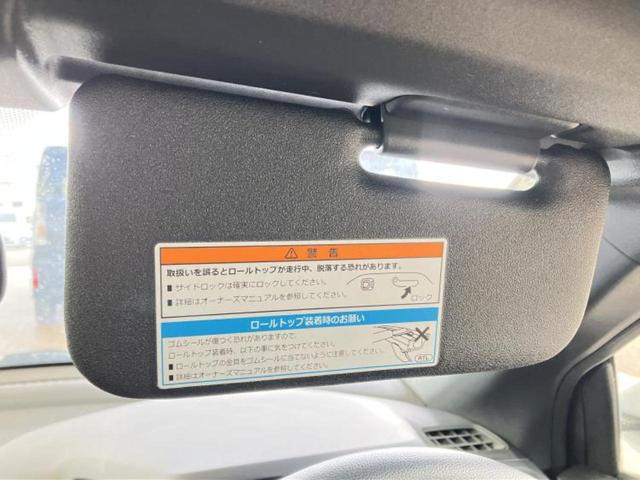 ⚠ 警告
取扱いを誤るとロールトップが走行中、脱落する恐れがあります。
■ サイドロックは確実にロックしてください。
■ 詳細はオーナーズマニュアルを参照してください。
ロック
ロールトップ装着時のお願い
ゴムシールが傷つく恐れがありますので、
ロールトップ装着時、以下の事に気をつけてください。
■ ロールトップの金具をゴムシールに当てないように注意してください。
■ 詳細はオーナーズマニュアルを参照してください。